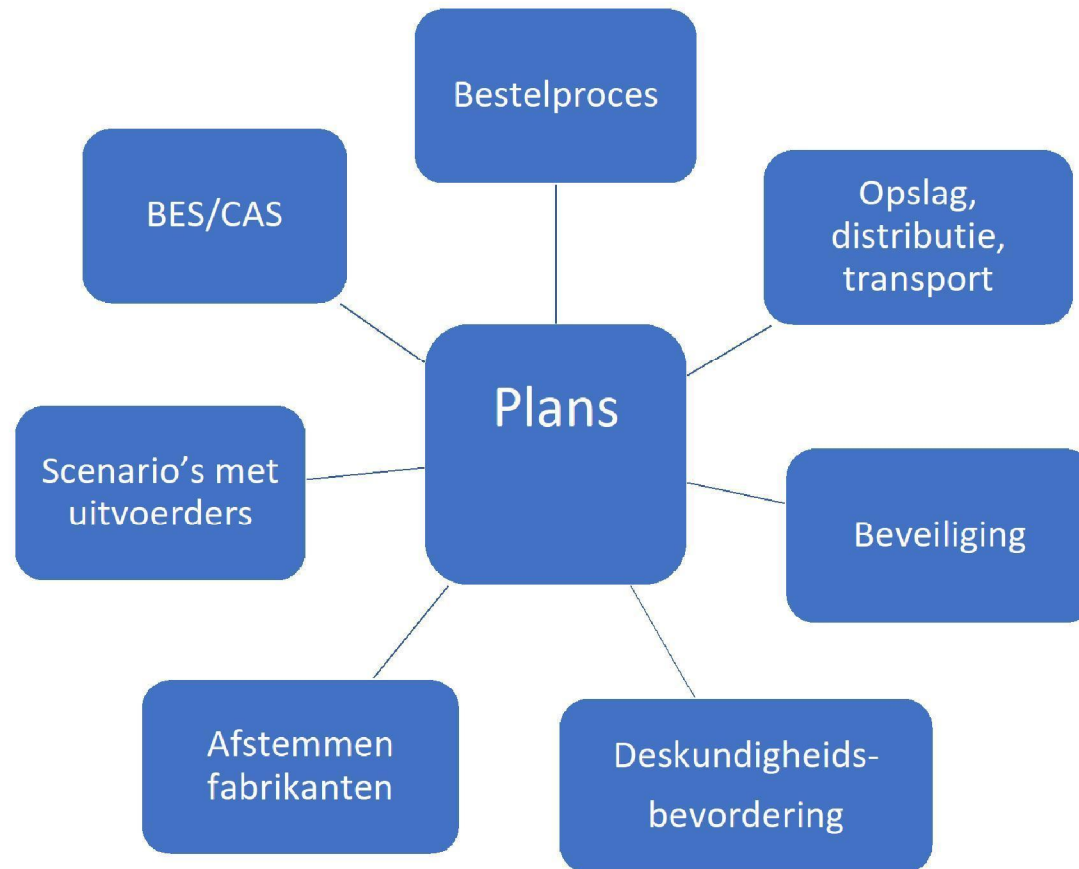 Bestelproces
BES/CAS
Opslag,
distributie,
transport
Plans
Scenario’s met
uitvoerders
Beveiliging
Afstemmen
fabrikanten
Deskundigheids-
bevordering